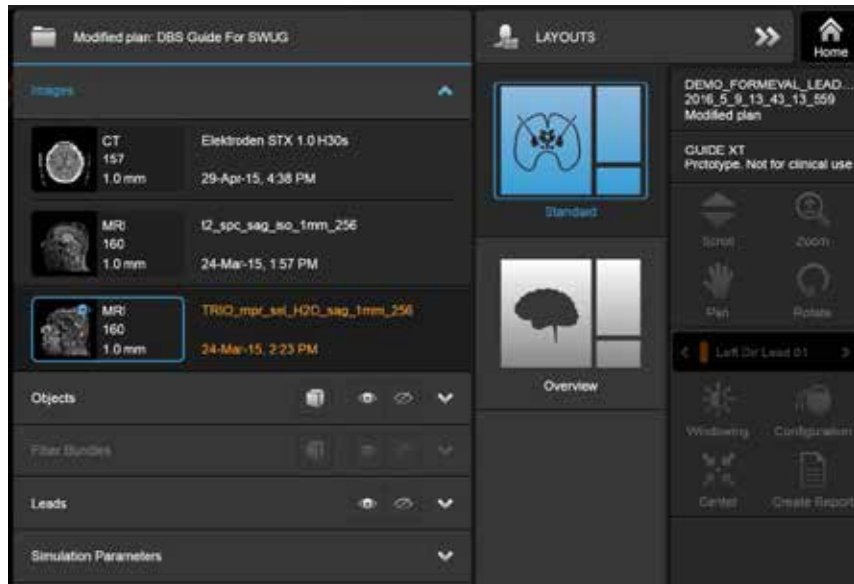 Modified plan: DBS Guide For SWUG
LAYOUTS
Home
Images
CT
157
1.0 mm
Elektroden STX 1.0 H30s
29-Apr-15, 4:38 PM
MRI
160
1.0 mm
t2_spc_sag_iso_1mm_256
24-Mar-15, 1:57 PM
MRI
160
1.0 mm
TRIO_mpr_sel_H2O_sag_1mm_256
24-Mar-15, 2:23 PM
Objects
Fiber Bundles
Leads
Simulation Parameters
Standard
Overview
DEMO_FORMEVAL_LEAD...
2016_5_9_13_43_13_559
Modified plan
GUIDE XT
Prototype. Not for clinical use
Scroll
Zoom
Pan
Rotate
Left Dir Lead 01
Windowing
Configuration
Center
Create Report